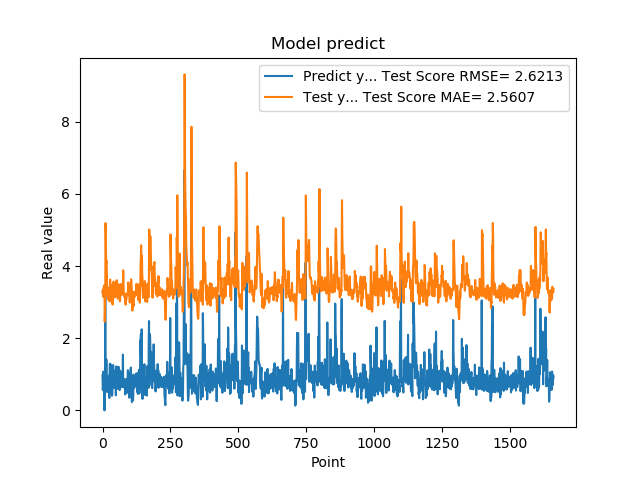 Model predict
Predict y... Test Score RMSE= 2.6213
Test y... Test Score MAE= 2.5607
Real value
8
6
4
2
0
0 250 500 750 1000 1250 1500
Point